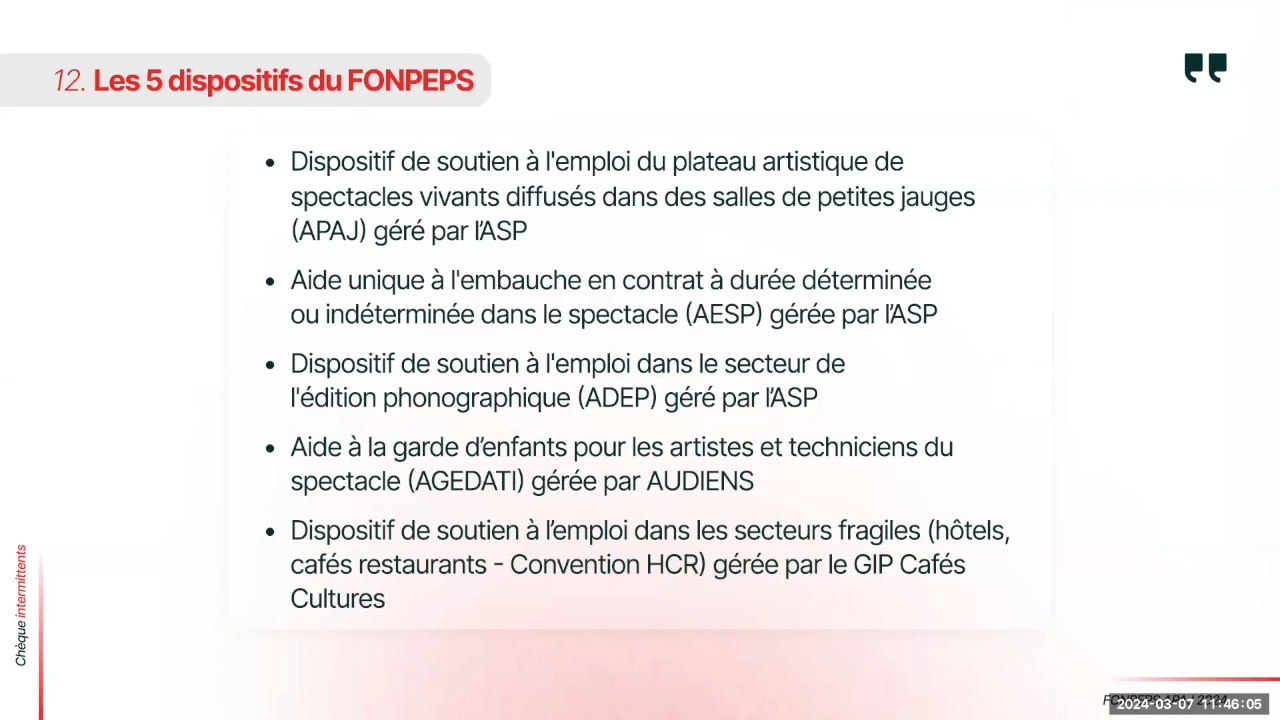 12. Les 5 dispositifs du FONPEPS
• Dispositif de soutien à l'emploi du plateau artistique de
spectacles vivants diffusés dans des salles de petites jauges
(APAJ) géré par l’ASP
• Aide unique à l'embauche en contrat à durée déterminée
ou indéterminée dans le spectacle (AESP) gérée par l’ASP
• Dispositif de soutien à l'emploi dans le secteur de
l'édition phonographique (ADEP) géré par l’ASP
• Aide à la garde d’enfants pour les artistes et techniciens du
spectacle (AGEDATI) gérée par AUDIENS
• Dispositif de soutien à l’emploi dans les secteurs fragiles (hôtels,
cafés restaurants - Convention HCR) gérée par le GIP Cafés
Cultures
Chèque intermittents
2024-03-07 11:46:05